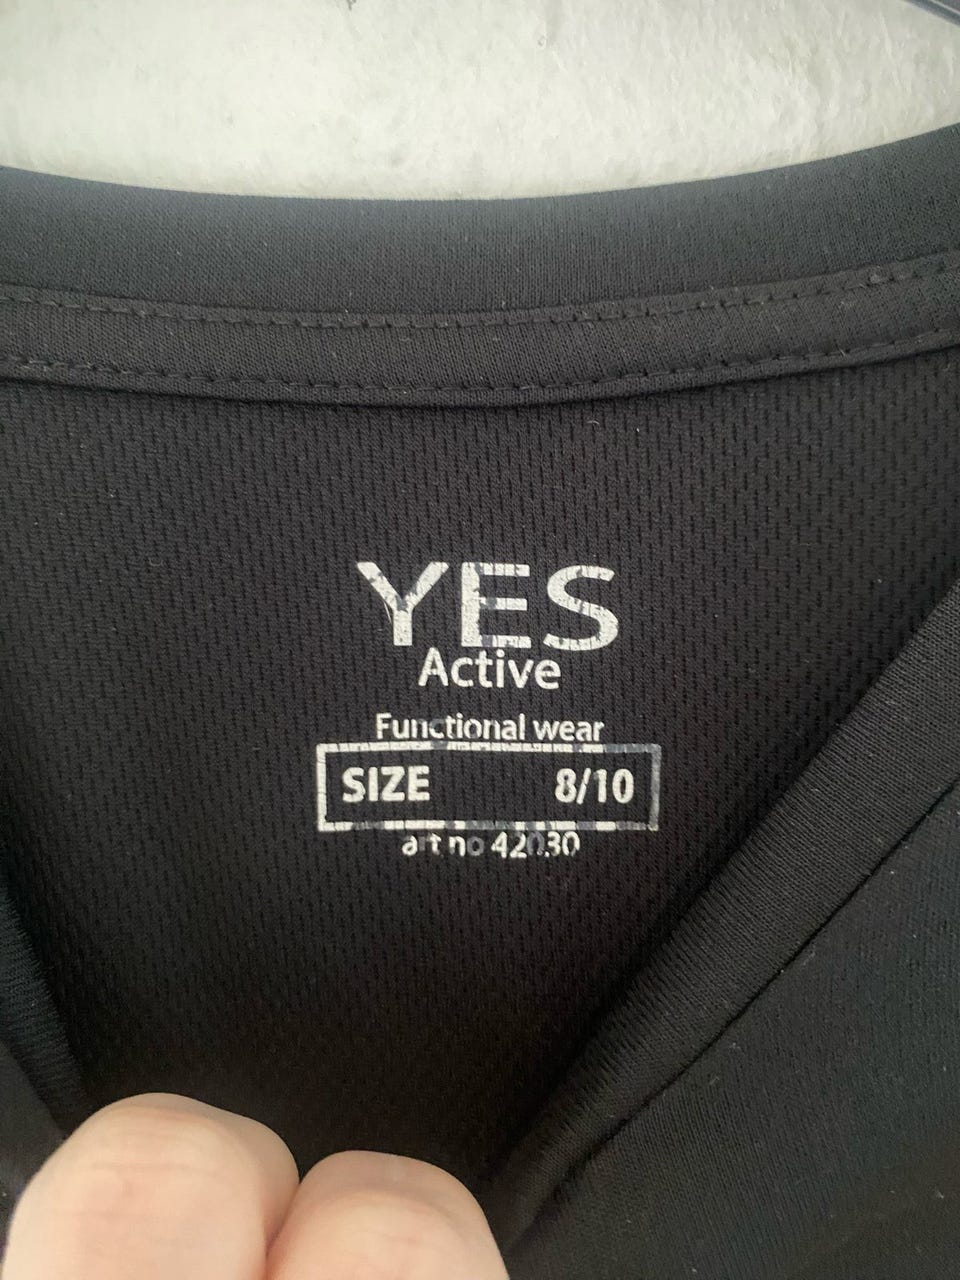 YES
Active
Functional wear
SIZE 8/10
art no 42030